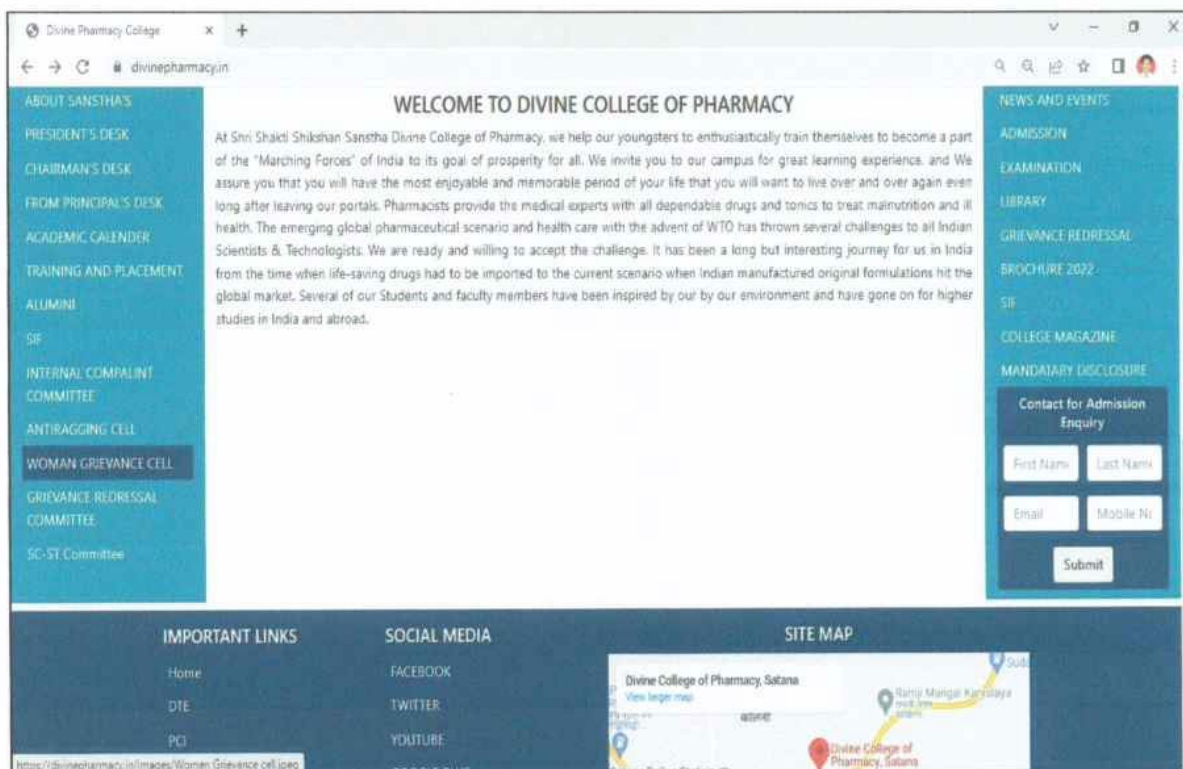 Divine Pharmacy College
divinepharmacy.in
ABOUT SANSTHA'S
PRESIDENT'S DESK
CHAIRMAN'S DESK
FROM PRINCIPAL'S DESK
ACADEMIC CALENDER
TRAINING AND PLACEMENT
ALUMINI
SIF
INTERNAL COMPALINT
COMMITTEE
ANTIRAGGING CELL
WOMAN GRIEVANCE CELL
GRIEVANCE REDRESSAL
COMMITTEE
SC-ST Committee
WELCOME TO DIVINE COLLEGE OF PHARMACY
At Shri Shakti Shikshan Sanstha Divine College of Pharmacy, we help our youngsters to enthusiastically train themselves to become a part
of the "Marching Forces" of India to its goal of prosperity for all. We invite you to our campus for great learning experience. and We
assure you that you will have the most enjoyable and memorable period of your life that you will want to live over and over again even
long after leaving our portals. Pharmacists provide the medical experts with all dependable drugs and tonics to treat malnutrition and ill
health. The emerging global pharmaceutical scenario and health care with the advent of WTO has thrown several challenges to all Indian
Scientists & Technologists. We are ready and willing to accept the challenge. It has been a long but interesting journey for us in India
from the time when life-saving drugs had to be imported to the current scenario when Indian manufactured original formulations hit the
global market. Several of our Students and faculty members have been inspired by our by our environment and have gone on for higher
studies in India and abroad.
NEWS AND EVENTS
ADMISSION
EXAMINATION
LIBRARY
GRIEVANCE REDRESSAL
BROCHURE 2022
SIF
COLLEGE MAGAZINE
MANDATARY DISCLOSURE
Contact for Admission
Enquiry
First Name Last Name
Email Mobile No
Submit
IMPORTANT LINKS
Home
DTE
PCI
SOCIAL MEDIA
FACEBOOK
TWITTER
YOUTUBE
SITE MAP
Divine College of Pharmacy, Satana
View larger map
Ramji Mangal Karyalaya
Divine College of
Pharmacy, Satana
https://divinepharmacy.in/images/Women Grievance cell.jpeg